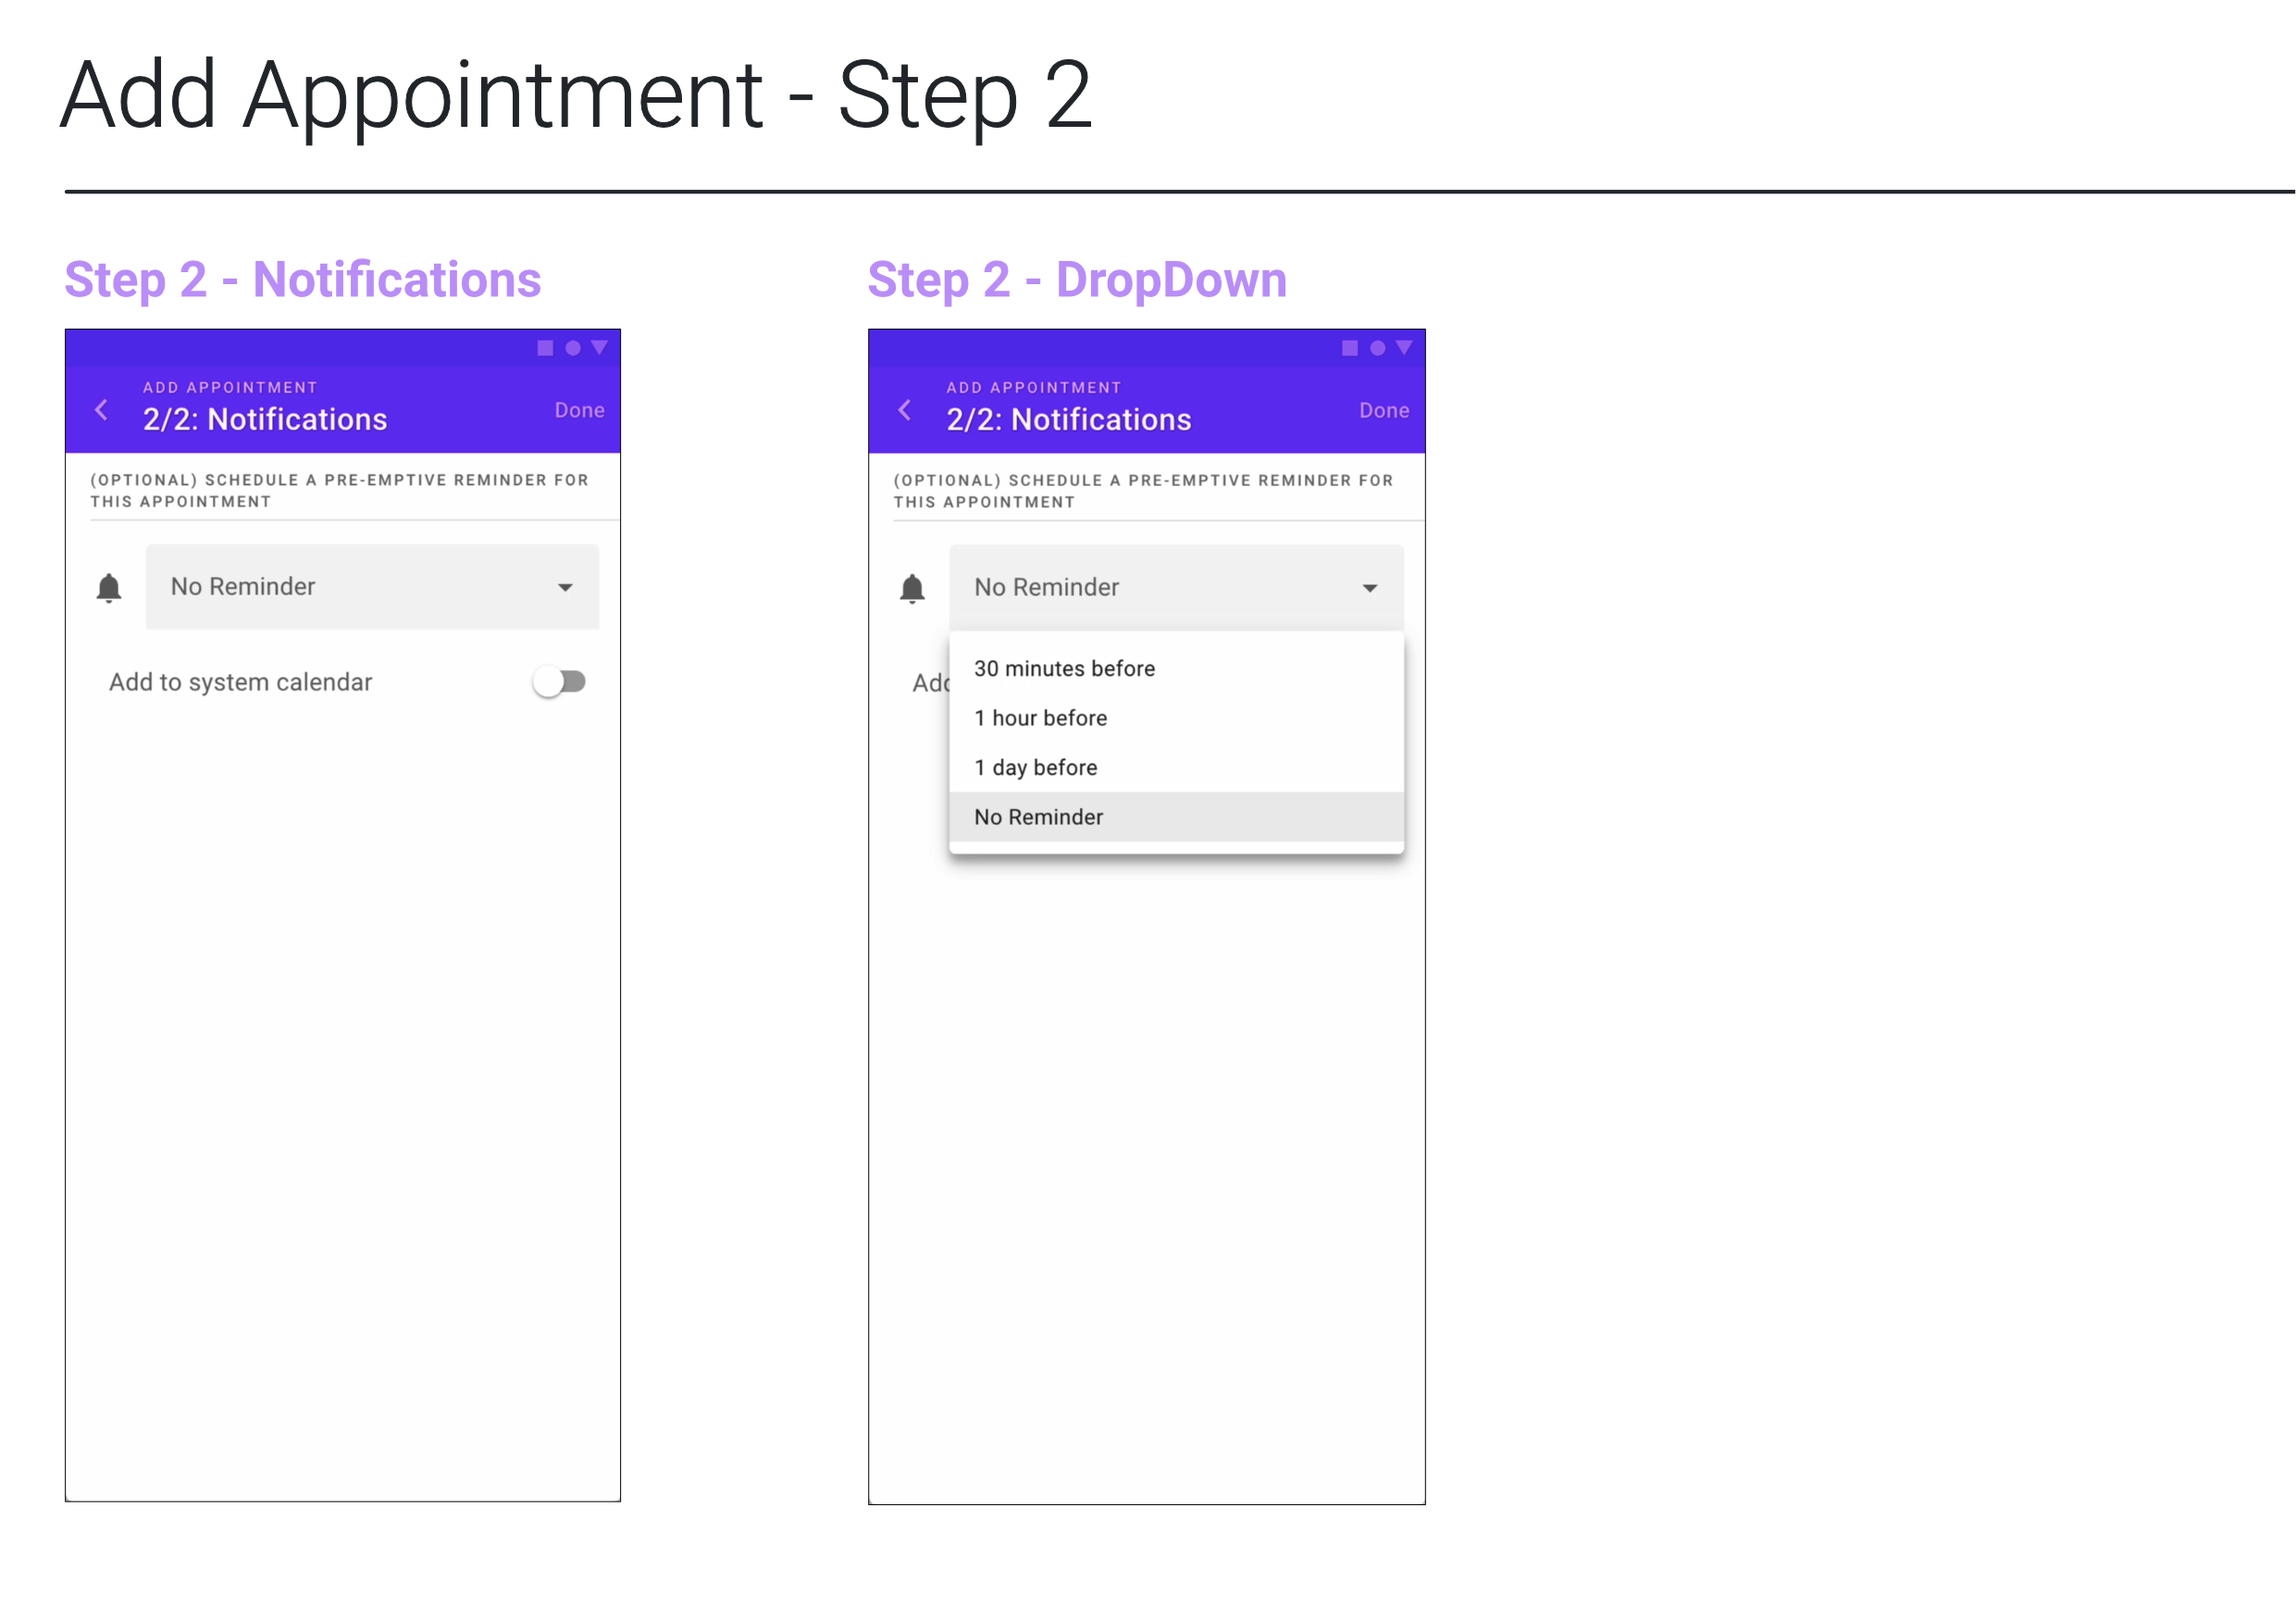 Add Appointment - Step 2
Step 2 - Notifications
ADD APPOINTMENT
2/2: Notifications
Done
(OPTIONAL) SCHEDULE A PRE-EMPTIVE REMINDER FOR
THIS APPOINTMENT
No Reminder
Add to system calendar
Step 2 - DropDown
ADD APPOINTMENT
2/2: Notifications
Done
(OPTIONAL) SCHEDULE A PRE-EMPTIVE REMINDER FOR
THIS APPOINTMENT
No Reminder
Add
30 minutes before
1 hour before
1 day before
No Reminder